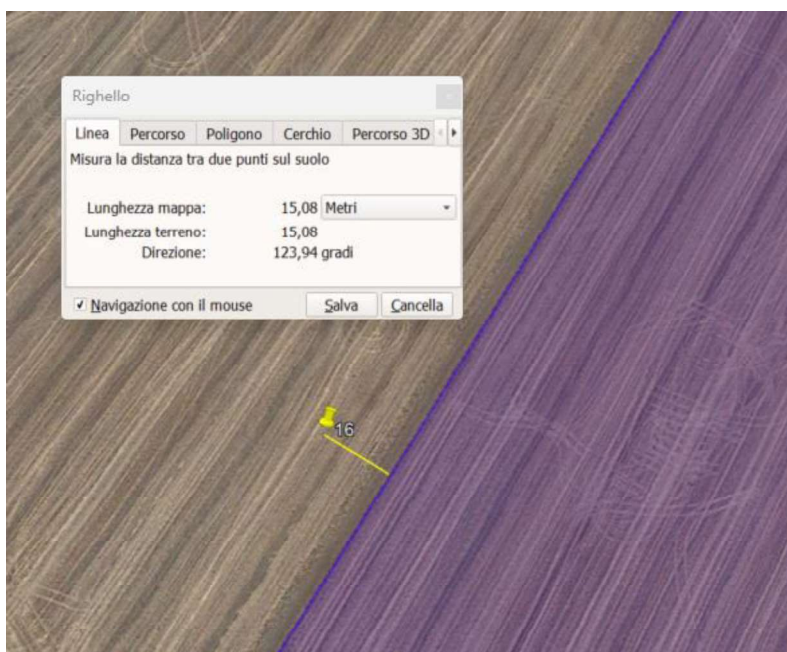 Righello
Linea Percorso Poligono Cerchio Percorso 3D
Misura la distanza tra due punti sul suolo
Lunghezza mappa: 15,08 Metri
Lunghezza terreno: 15,08
Direzione: 123,94 gradi
Navigazione con il mouse Salva Cancella
16